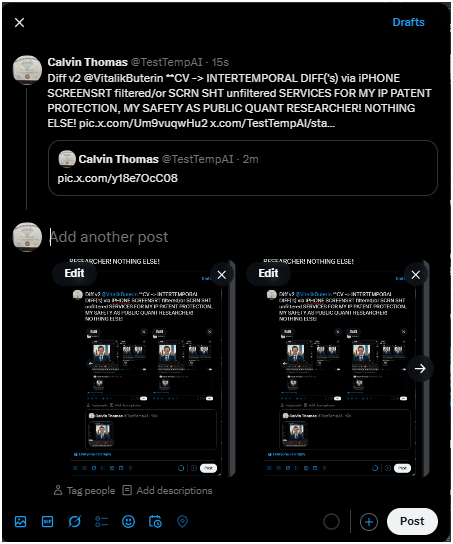 Drafts
Calvin Thomas @TestTempAI · 15s
Diff v2 @VitalikButerin **CV -> INTERTEMPORAL DIFF('s) via iPHONE
SCREENSRT filtered/or SCRN SHT unfiltered SERVICES FOR MY IP PATENT
PROTECTION, MY SAFETY AS PUBLIC QUANT RESEARCHER! NOTHING
ELSE! pic.x.com/Um9vuqwHu2 x.com/TestTempAI/sta...
Calvin Thomas @TestTempAI · 2m
pic.x.com/y18e7OcC08
Add another post
RESEARCHER! NOTHING ELSE!
Edit
Drafts
Diff v2 @VitalikButerin **CV -> INTERTEMPORAL
DIFF('s) via iPHONE SCREENSRT filtered/or SCRN SHT
unfiltered SERVICES FOR MY IP PATENT PROTECTION,
MY SAFETY AS PUBLIC QUANT RESEARCHER!
NOTHING ELSE!
Calvin Thomas @TestTempAI
Post
RESEARCHER! NOTHING ELSE!
Edit
Diff v2 @VitalikButerin **CV -> INTERTEMPORAL
DIFF('s) via iPHONE SCREENSRT filtered/or SCRN SHT
unfiltered SERVICES FOR MY IP PATENT PROTECTION,
MY SAFETY AS PUBLIC QUANT RESEARCHER!
NOTHING ELSE!
Calvin Thomas @TestTempAI
Post
Tag people
Add descriptions
GIF
Post